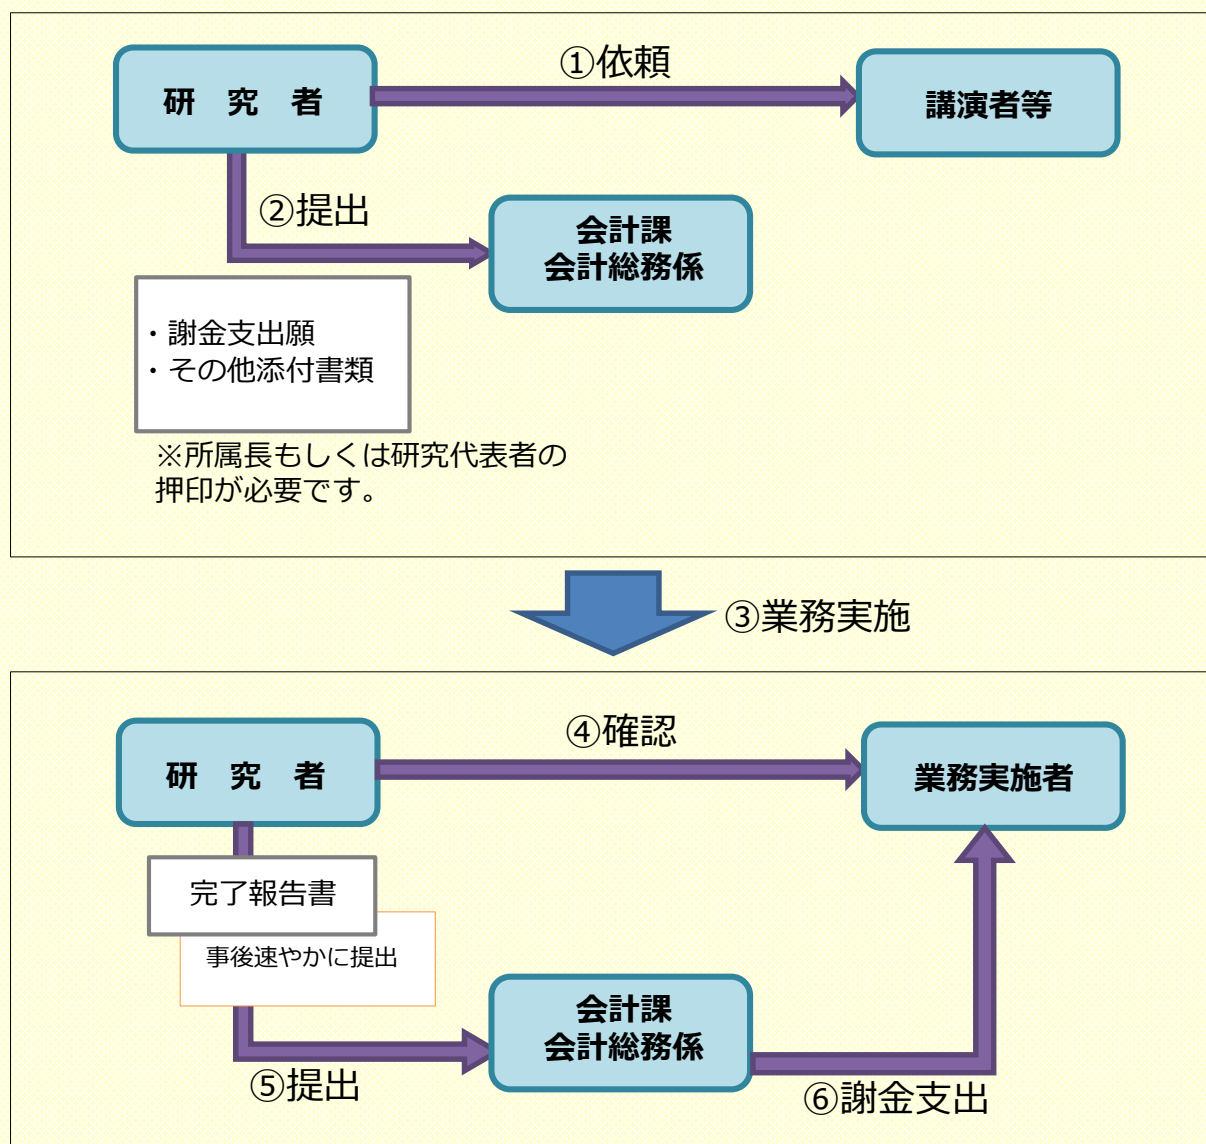 ①依頼
研　究　者
講演者等
②提出
会計課
会計総務係
・謝金支出願
・その他添付書類
※所属長もしくは研究代表者の
押印が必要です。
③業務実施
④確認
研　究　者
業務実施者
完了報告書
事後速やかに提出
会計課
会計総務係
⑤提出
⑥謝金支出